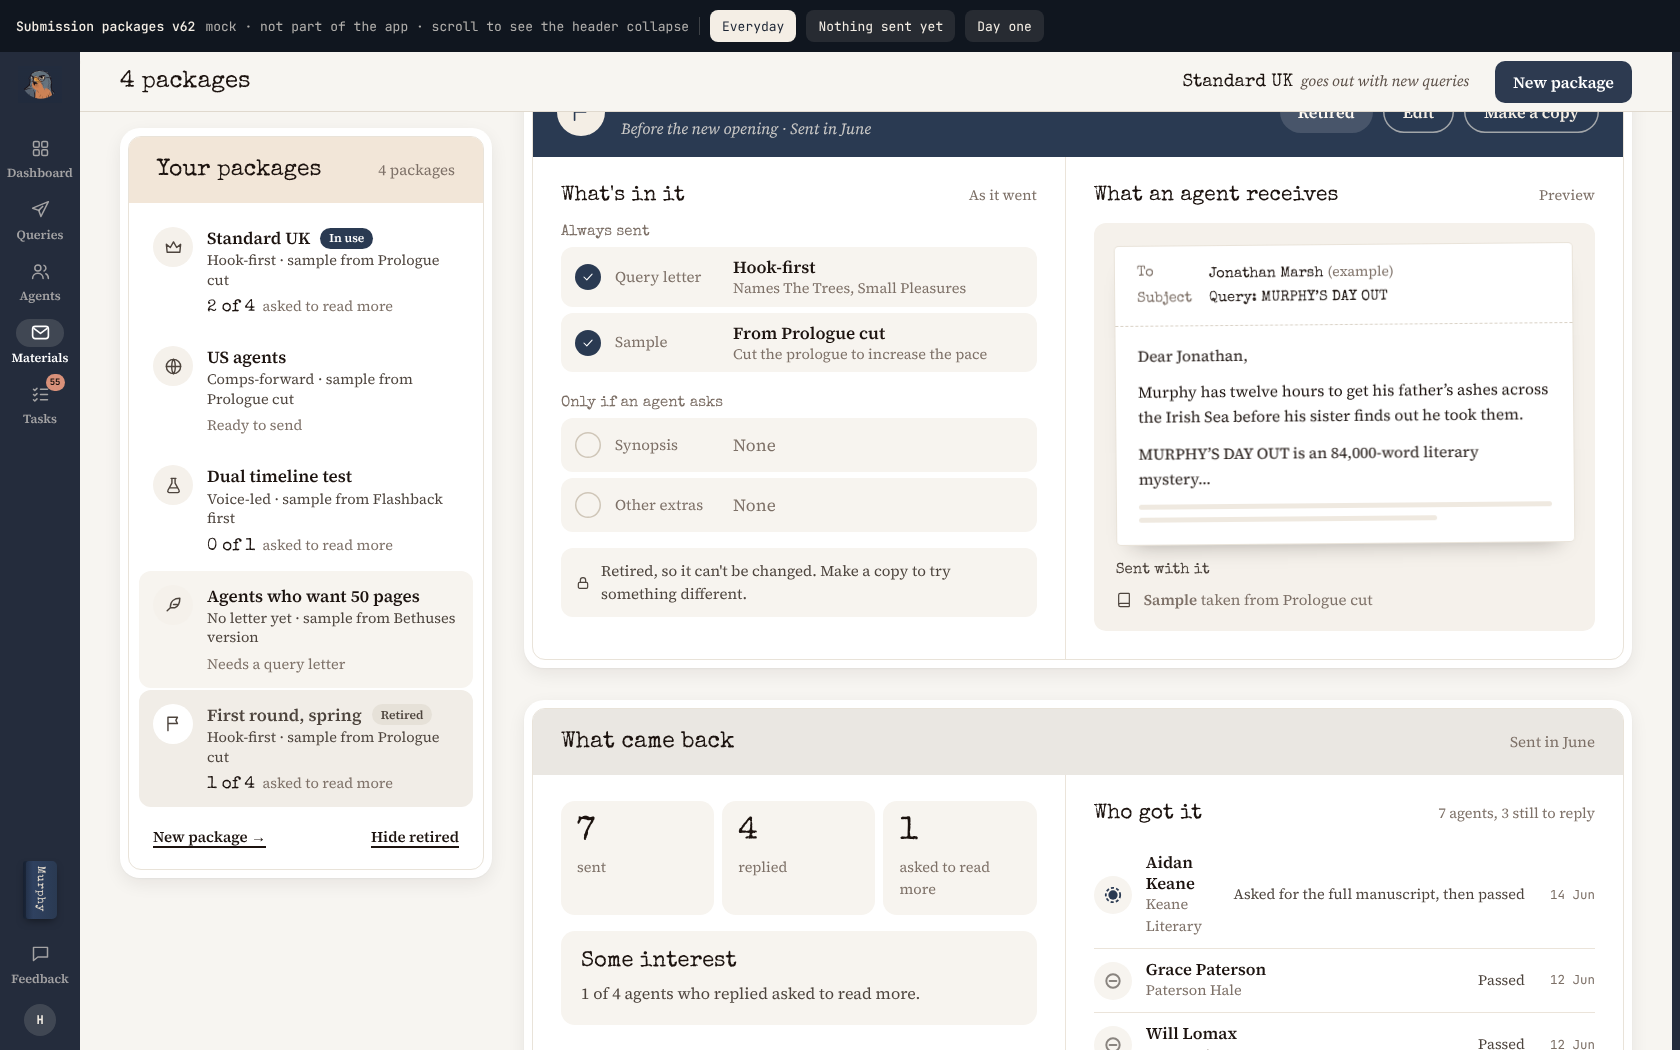 Submission packages v62 mock · not part of the app · scroll to see the header collapse Everyday Nothing sent yet Day one
4 packages
Standard UK goes out with new queries New package
Dashboard
Queries
Agents
Materials
55
Tasks
Murphy
Feedback
H
Your packages 4 packages
Standard UK In use
Hook-first · sample from Prologue
cut
2 of 4 asked to read more
US agents
Comps-forward · sample from
Prologue cut
Ready to send
Dual timeline test
Voice-led · sample from Flashback
first
0 of 1 asked to read more
Agents who want 50 pages
No letter yet · sample from Bethuses
version
Needs a query letter
First round, spring Retired
Hook-first · sample from Prologue
cut
1 of 4 asked to read more
New package → Hide retired
Before the new opening · Sent in June Retired Edit Make a copy
What's in it As it went
Always sent
Query letter Hook-first
Names The Trees, Small Pleasures
Sample From Prologue cut
Cut the prologue to increase the pace
Only if an agent asks
Synopsis None
Other extras None
Retired, so it can't be changed. Make a copy to try
something different.
What an agent receives Preview
To Jonathan Marsh (example)
Subject Query: MURPHY'S DAY OUT
Dear Jonathan,
Murphy has twelve hours to get his father's ashes across
the Irish Sea before his sister finds out he took them.
MURPHY'S DAY OUT is an 84,000-word literary
mystery...
Sent with it
Sample taken from Prologue cut
What came back Sent in June
7
sent
4
replied
1
asked to read
more
Some interest
1 of 4 agents who replied asked to read more.
Who got it 7 agents, 3 still to reply
Aidan
Keane
Keane
Literary
Asked for the full manuscript, then passed 14 Jun
Grace Paterson
Paterson Hale
Passed 12 Jun
Will Lomax
Passed 12 Jun